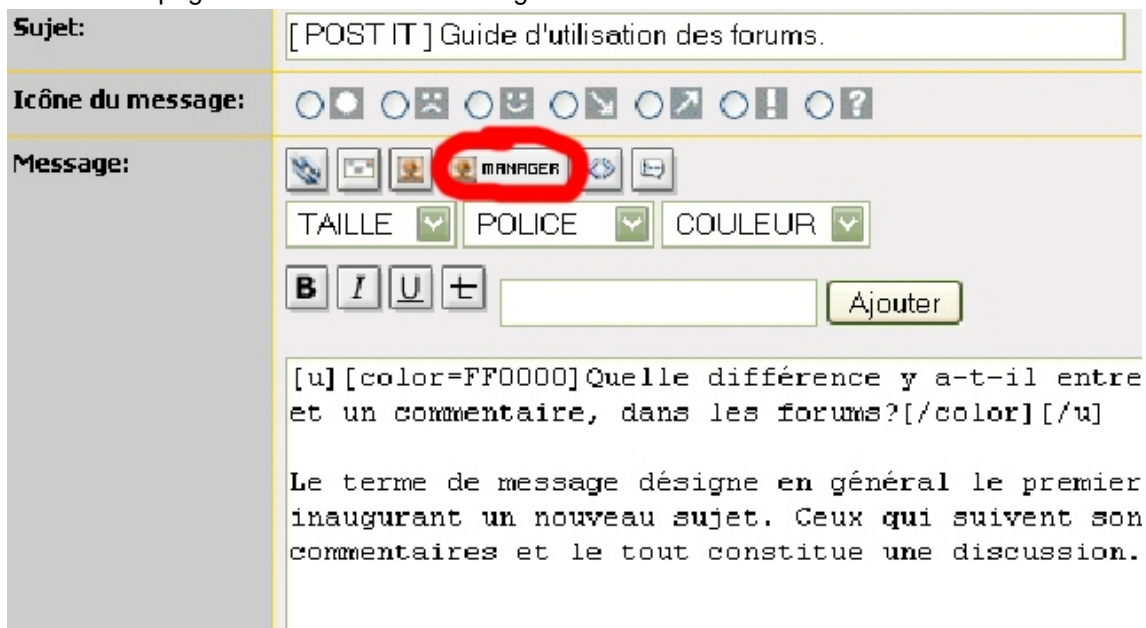 Sujet:
[ POST IT ] Guide d'utilisation des forums.
Icône du message:
Message:
MANAGER
TAILLE POLICE COULEUR
B I U t
Ajouter
[u][color=FF0000]Quelle différence y a-t-il entre
et un commentaire, dans les forums?[/color][/u]
Le terme de message désigne en général le premier
inaugurant un nouveau sujet. Ceux qui suivent son
commentaires et le tout constitue une discussion.